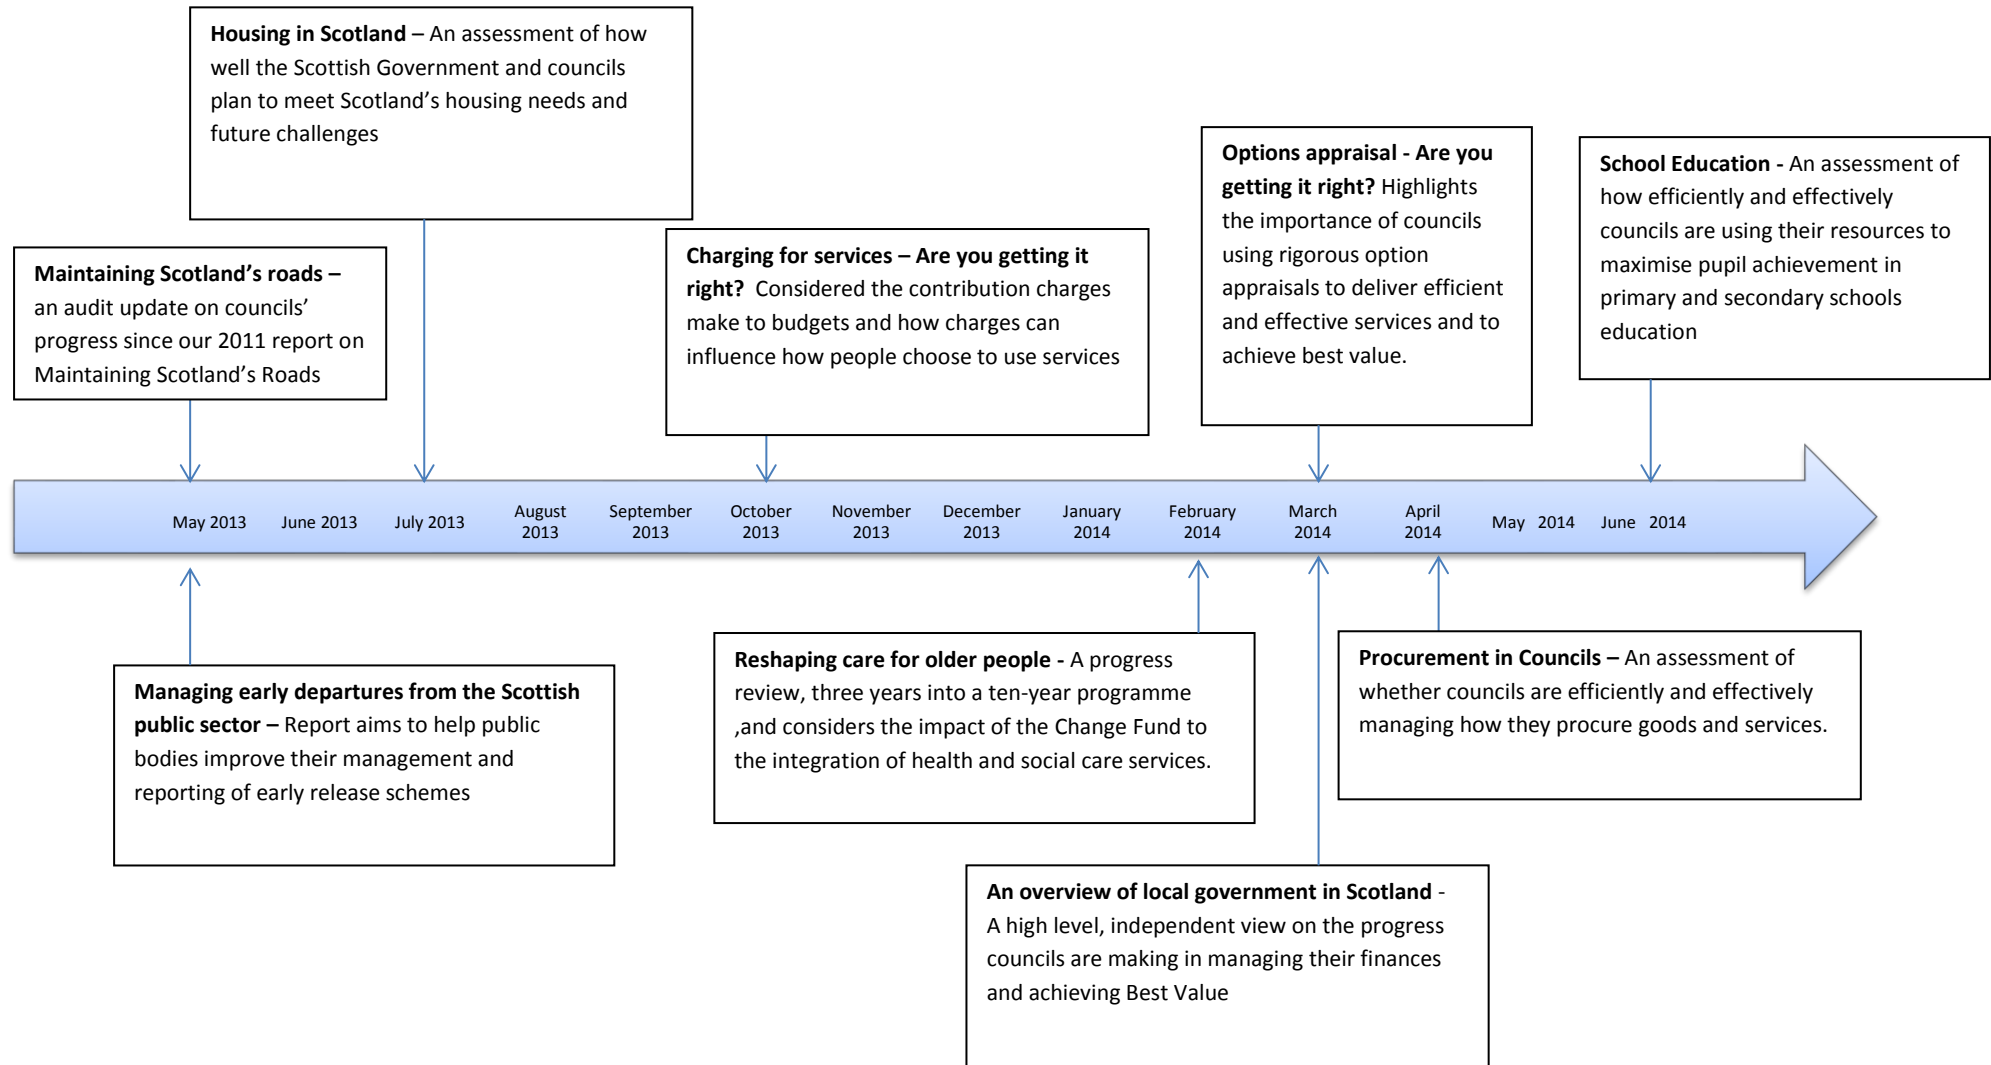 Housing in Scotland – An assessment of how
well the Scottish Government and councils
plan to meet Scotland’s housing needs and
future challenges
Maintaining Scotland’s roads –
an audit update on councils’
progress since our 2011 report on
Maintaining Scotland’s Roads
Charging for services – Are you getting it
right?  Considered the contribution charges
make to budgets and how charges can
influence how people choose to use services
Options appraisal - Are you
getting it right? Highlights
the importance of councils
using rigorous option
appraisals to deliver efficient
and effective services and to
achieve best value.
School Education - An assessment of
how efficiently and effectively
councils are using their resources to
maximise pupil achievement in
primary and secondary schools
education
May 2013
June 2013
July 2013
August
2013
September
2013
October
2013
November
2013
December
2013
January
2014
February
2014
March
2014
April
2014
May   2014
June   2014
Managing early departures from the Scottish
public sector – Report aims to help public
bodies improve their management and
reporting of early release schemes
Reshaping care for older people - A progress
review, three years into a ten-year programme
,and considers the impact of the Change Fund to
the integration of health and social care services.
Procurement in Councils – An assessment of
whether councils are efficiently and effectively
managing how they procure goods and services.
An overview of local government in Scotland -
A high level, independent view on the progress
councils are making in managing their finances
and achieving Best Value